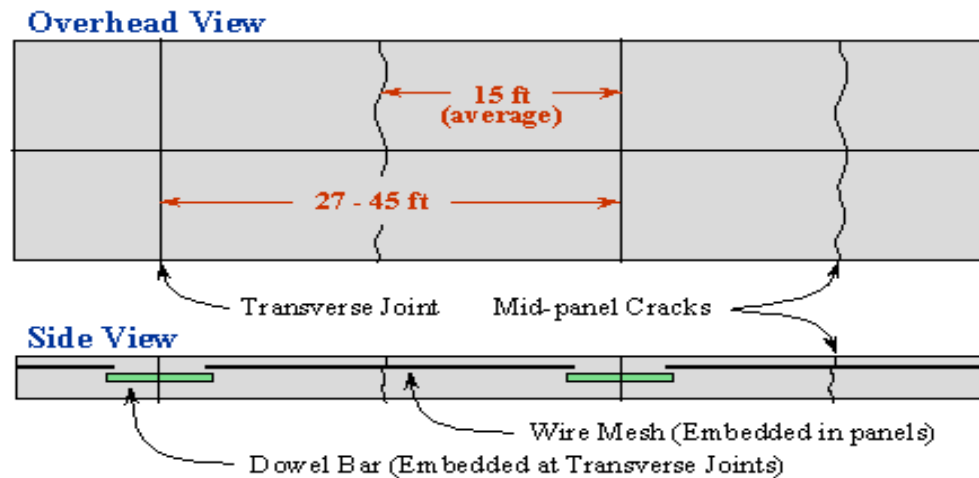 Overhead View
15 ft
(average)
27 - 45 ft
Transverse Joint
Mid-panel Cracks
Side View
Wire Mesh (Embedded in panels)
Dowel Bar (Embedded at Transverse Joints)